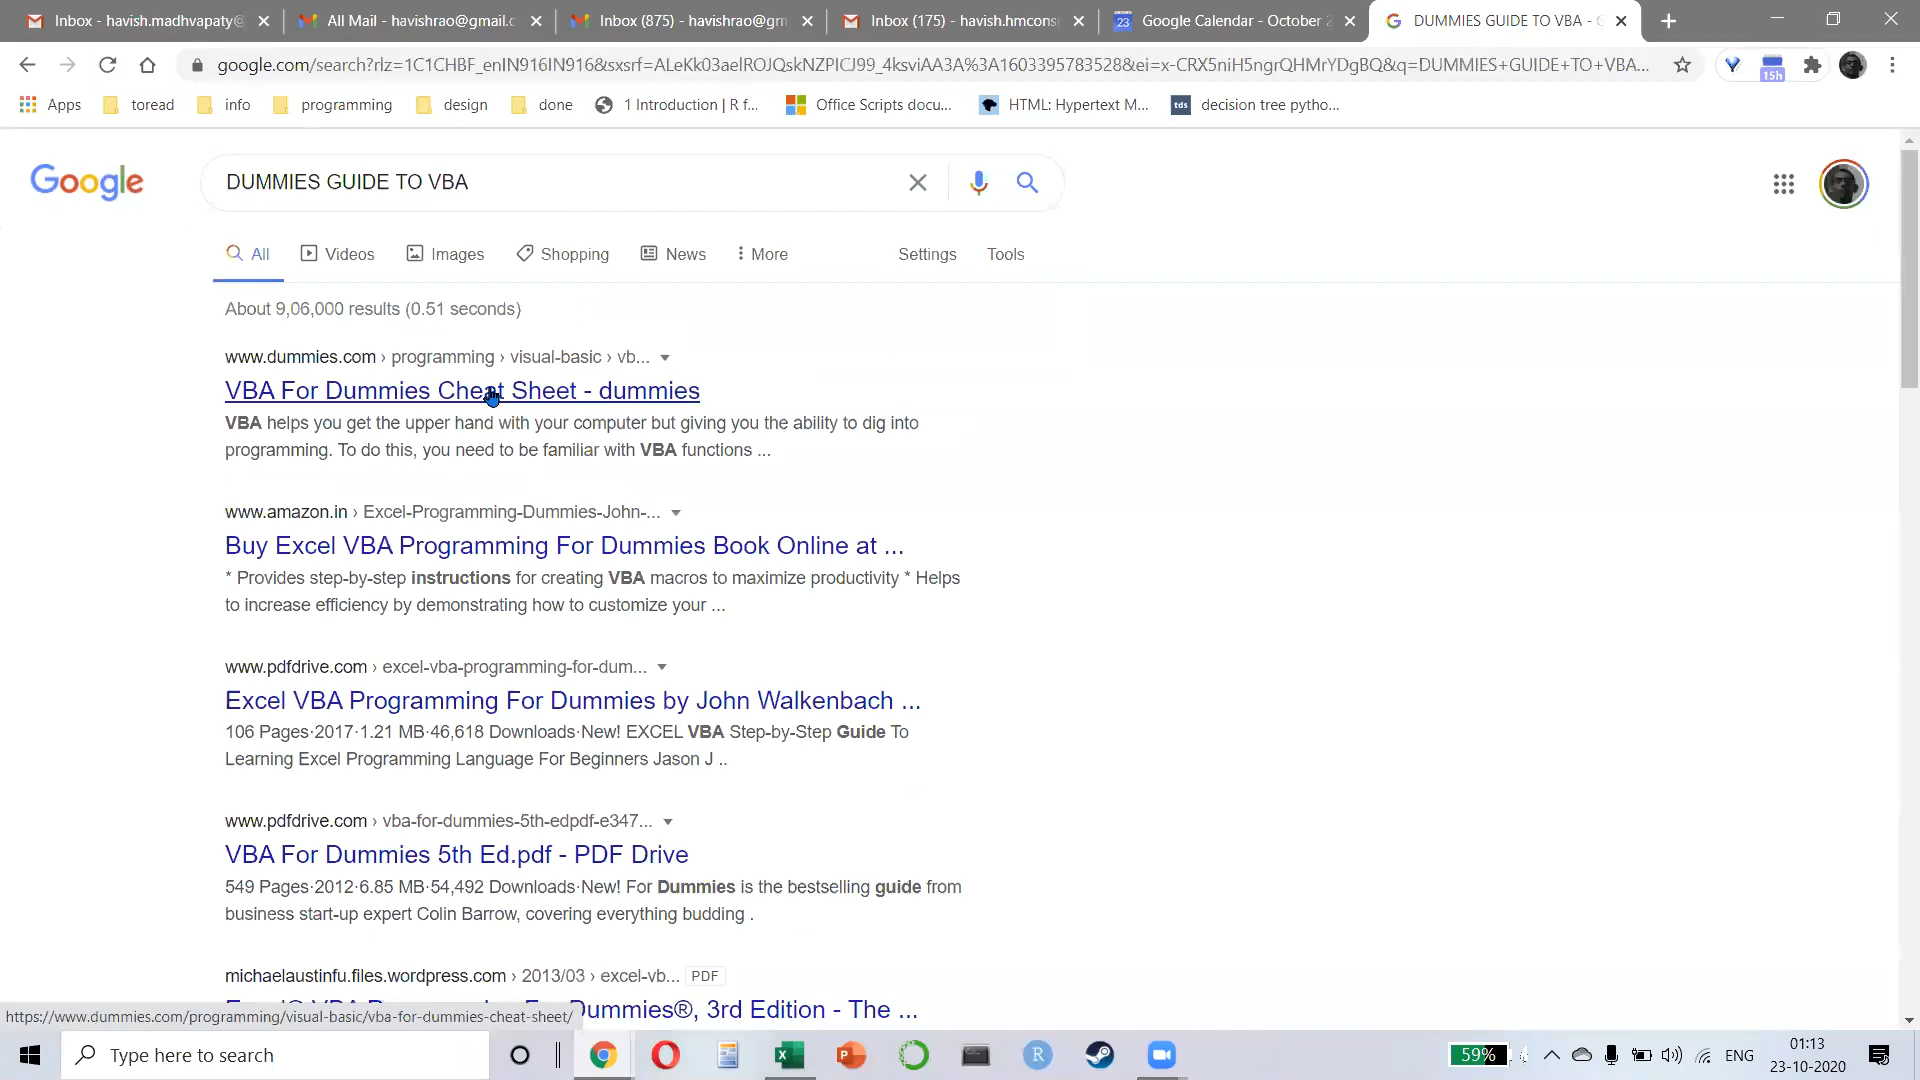 Inbox - havish.madhvapaty@
All Mail - havishrao@gmail.c
Inbox (875) - havishrao@gm
Inbox (175) - havish.hmcons
Google Calendar - October 2
DUMMIES GUIDE TO VBA - G
google.com/search?rlz=1C1CHBF_enIN916IN916&sxsrf=ALeKk03aelROJQskNZPICJ99_4ksviAA3A%3A1603395783528&ei=x-CRX5niH5ngrQHMrYDgBQ&q=DUMMIES+GUIDE+TO+VBA...
15h
Apps
toread
info
programming
design
done
1 Introduction | R f...
Office Scripts docu...
HTML: Hypertext M...
tds decision tree pytho...
Google
DUMMIES GUIDE TO VBA
All
Videos
Images
Shopping
News
More
Settings
Tools
About 9,06,000 results (0.51 seconds)
www.dummies.com › programming › visual-basic › vb...
VBA For Dummies Cheat Sheet - dummies
VBA helps you get the upper hand with your computer but giving you the ability to dig into
programming. To do this, you need to be familiar with VBA functions ...
www.amazon.in › Excel-Programming-Dummies-John-...
Buy Excel VBA Programming For Dummies Book Online at ...
* Provides step-by-step instructions for creating VBA macros to maximize productivity * Helps
to increase efficiency by demonstrating how to customize your ...
www.pdfdrive.com › excel-vba-programming-for-dum...
Excel VBA Programming For Dummies by John Walkenbach ...
106 Pages·2017·1.21 MB·46,618 Downloads·New! EXCEL VBA Step-by-Step Guide To
Learning Excel Programming Language For Beginners Jason J ..
www.pdfdrive.com › vba-for-dummies-5th-edpdf-e347...
VBA For Dummies 5th Ed.pdf - PDF Drive
549 Pages·2012·6.85 MB·54,492 Downloads·New! For Dummies is the bestselling guide from
business start-up expert Colin Barrow, covering everything budding .
michaelaustinfu.files.wordpress.com › 2013/03 › excel-vb... PDF
Excel® VBA Programming For Dummies®, 3rd Edition - The ...
https://www.dummies.com/programming/visual-basic/vba-for-dummies-cheat-sheet/
Type here to search
59%
ENG
01:13
23-10-2020